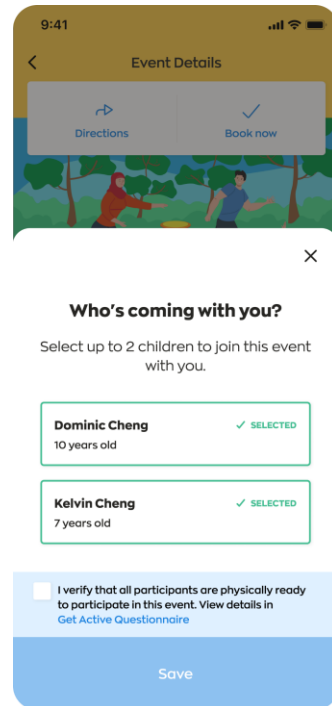 9:41
Event Details
Directions
Book now
Who's coming with you?
Select up to 2 children to join this event
with you.
Dominic Cheng
SELECTED
10 years old
Kelvin Cheng
SELECTED
7 years old
I verify that all participants are physically ready
to participate in this event. View details in
Get Active Questionnaire
Save